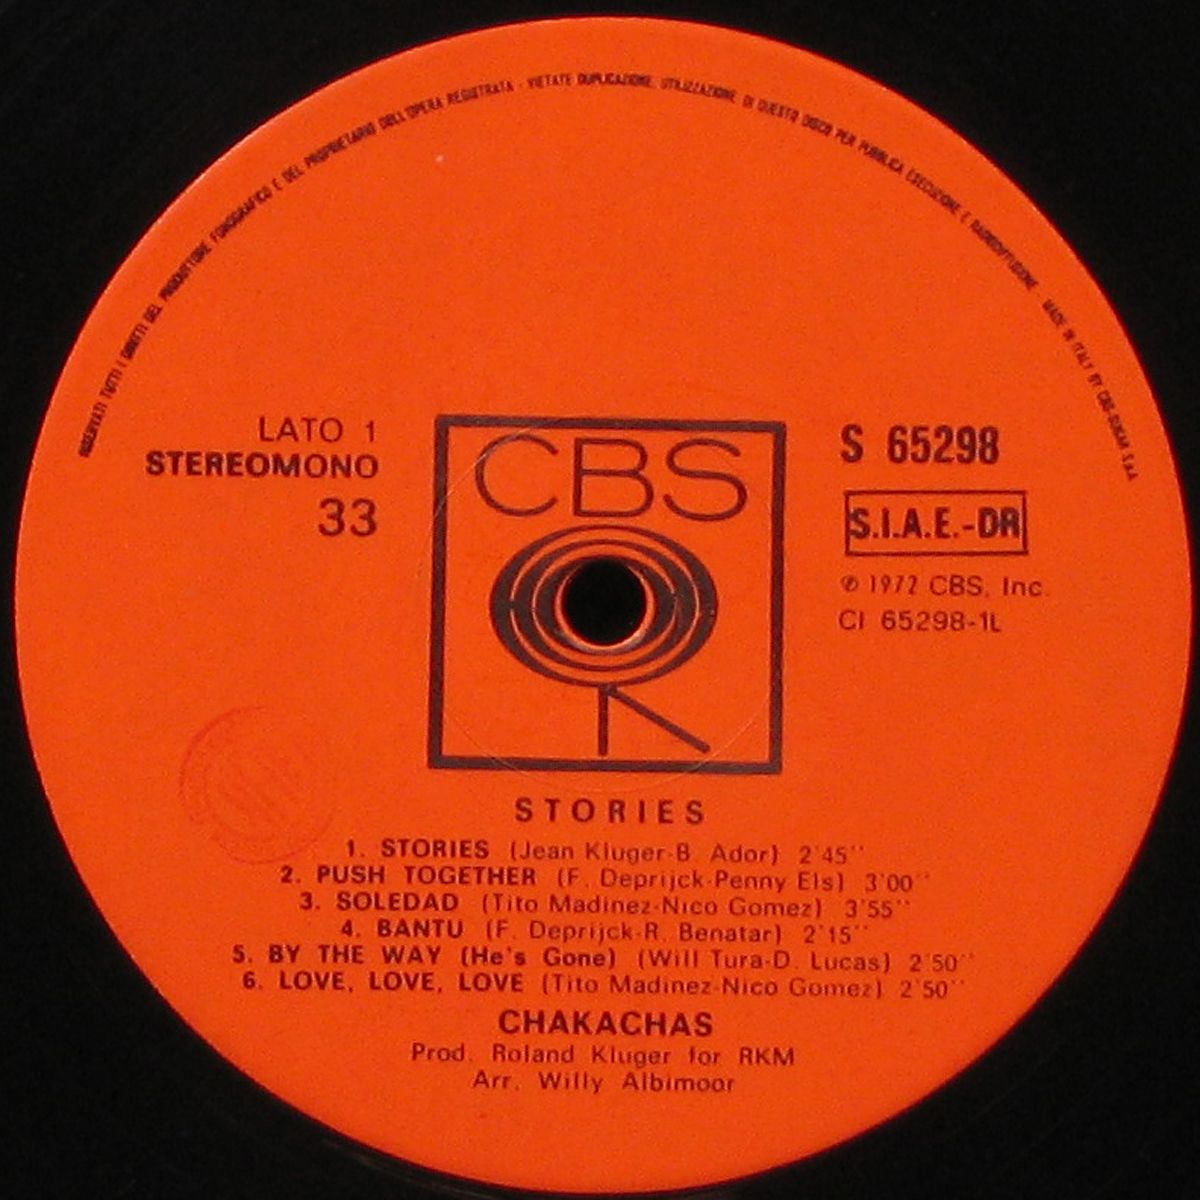 RISERVATI TUTTI I DIRITTI DEL PRODUTTORE FONOGRAFICO E DEL PROPRIETARIO DELL'OPERA REGISTRATA - VIETATE DUPLICAZIONE, UTILIZZAZIONE DI QUESTO DISCO PER PUBBLICA ESECUZIONE E RADIODIFFUSIONE - MADE IN ITALY BY CBS-SUGAR S.p.A.
LATO 1
STEREOMONO
33
CBS
S 65298
S.I.A.E.-DR
℗ 1972 CBS, Inc.
CI 65298-1L
STORIES
1. STORIES (Jean Kluger-B. Ador) 2'45''
2. PUSH TOGETHER (F. Deprijck-Penny Els) 3'00''
3. SOLEDAD (Tito Madinez-Nico Gomez) 3'55''
4. BANTU (F. Deprijck-R. Benatar) 2'15''
5. BY THE WAY (He's Gone) (Will Tura-D. Lucas) 2'50''
6. LOVE, LOVE, LOVE (Tito Madinez-Nico Gomez) 2'50''
CHAKACHAS
Prod. Roland Kluger for RKM
Arr. Willy Albimoor